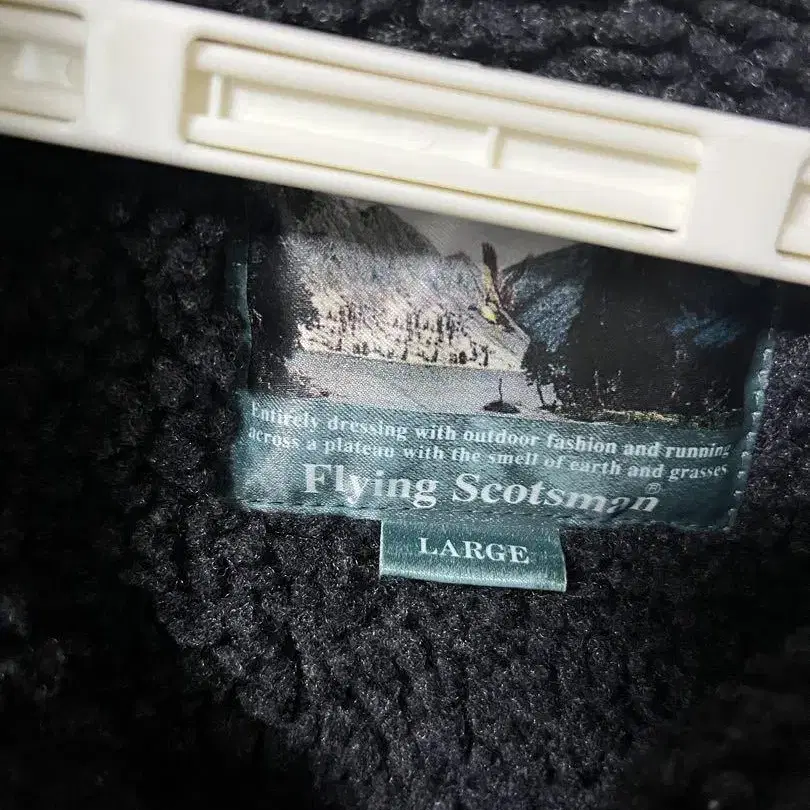 Entirely dressing with outdoor fashion and running
across a plateau with the smell of earth and grasses
Flying Scotsman®
LARGE